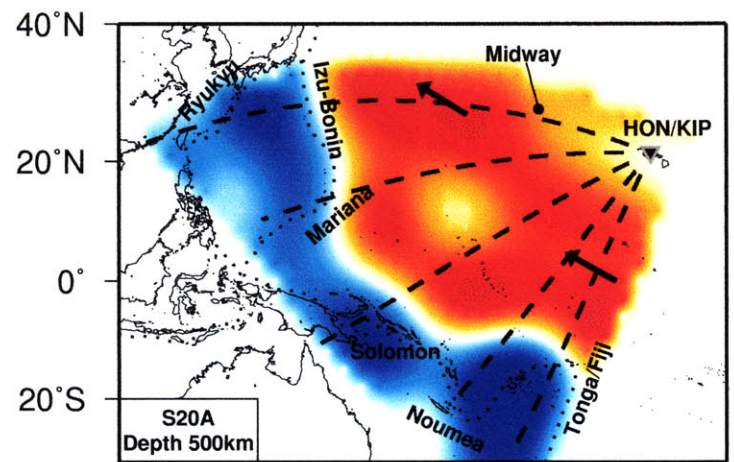 40˚N
Midway
Ryukyu
Izu-Bonin
HON/KIP
20˚N
Mariana
0˚
Solomon
20˚S
Noumea
Tonga/Fiji
S20A
Depth 500km